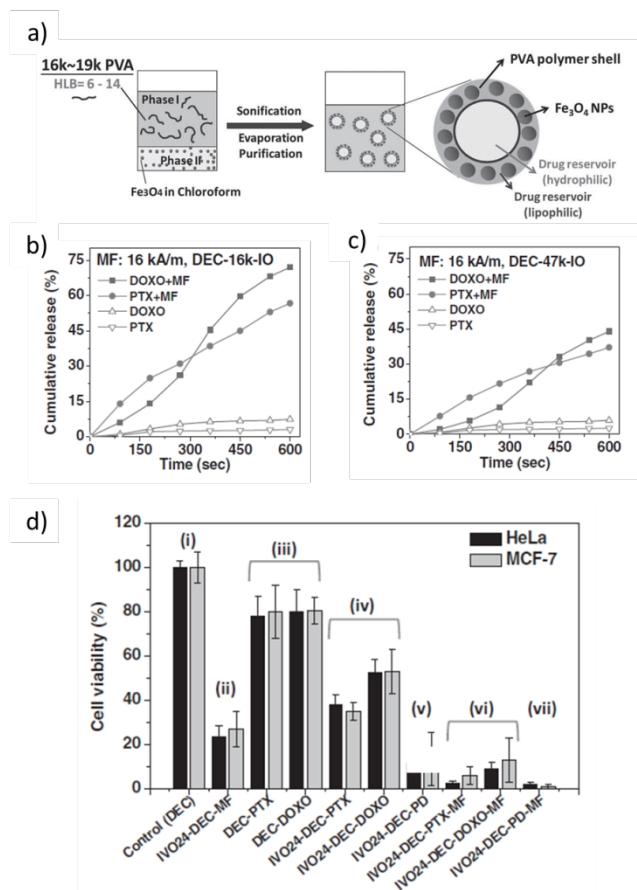 a)
16k~19k PVA
HLB= 6 - 14
Phase I
Phase II
Fe3O4 in Chloroform
Sonification
Evaporation
Purification
PVA polymer shell
Fe₃O₄ NPs
Drug reservoir
(hydrophilic)
Drug reservoir
(lipophilic)
b)
MF: 16 kA/m, DEC-16k-IO
DOXO+MF
PTX+MF
DOXO
PTX
Cumulative release (%)
75
60
45
30
15
0
0 150 300 450 600
Time (sec)
c)
MF: 16 kA/m, DEC-47k-IO
DOXO+MF
PTX+MF
DOXO
PTX
Cumulative release (%)
75
60
45
30
15
0
0 150 300 450 600
Time (sec)
d)
HeLa
MCF-7
Cell viability (%)
120
100
80
60
40
20
0
(i)
(ii)
(iii)
(iv)
(v)
(vi)
(vii)
Control (DEC)
IVO24-DEC-MF
DEC-PTX
DEC-DOXO
IVO24-DEC-PTX
IVO24-DEC-DOXO
IVO24-DEC-PD
IVO24-DEC-PTX-MF
IVO24-DEC-DOXO-MF
IVO24-DEC-PD-MF